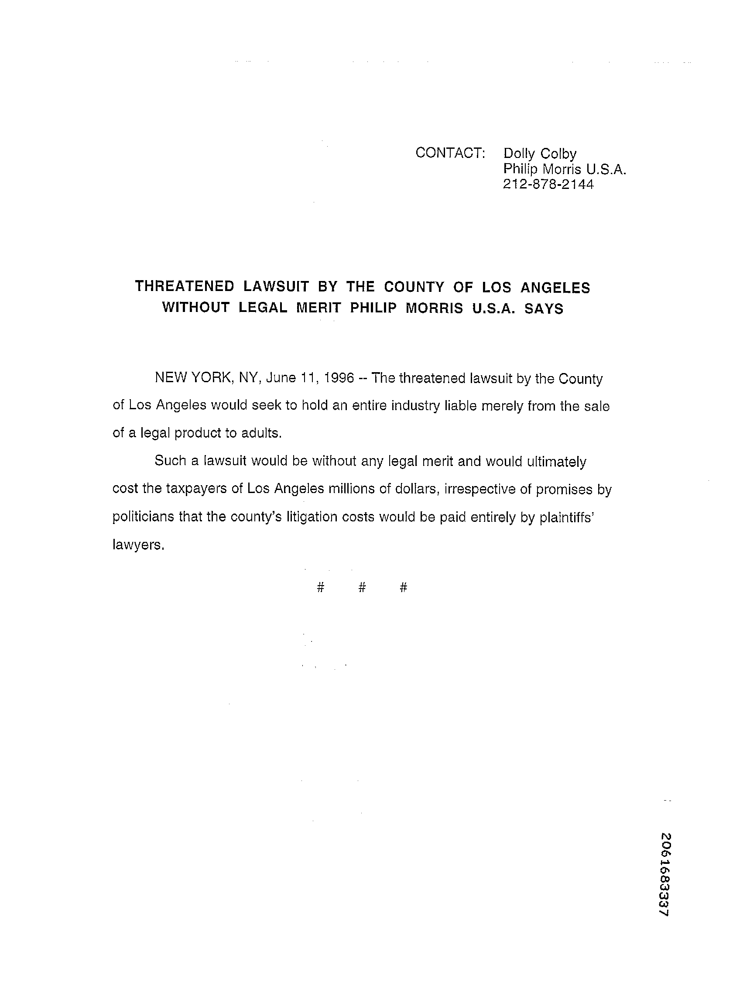 CONTACT: Dolly Colby
Philip Morris U.S.A.
212-878-2144
THREATENED LAWSUIT BY THE COUNTY OF LOS ANGELES
WITHOUT LEGAL MERIT PHILIP MORRIS U.S.A. SAYS
NEW YORK, NY, June 11, 1996 -- The threatened lawsuit by the County
of Los Angeles would seek to hold an entire industry liable merely from the sale
of a legal product to adults.
Such a lawsuit would be without any legal merit and would ultimately
cost the taxpayers of Los Angeles millions of dollars, irrespective of promises by
politicians that the county's litigation costs would be paid entirely by plaintiffs'
lawyers.
# # #
2061683337